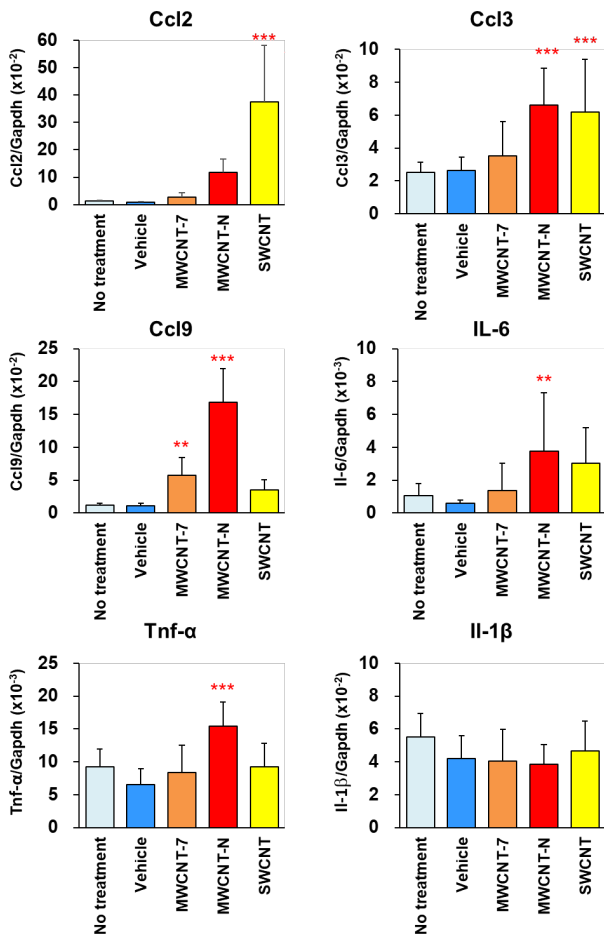 Ccl2
Ccl2/Gapdh (x10-2)
60
50
40
30
20
10
0
***
No treatment
Vehicle
MWCNT-7
MWCNT-N
SWCNT
Ccl3
Ccl3/Gapdh (x10-2)
10
8
6
4
2
0
***
***
No treatment
Vehicle
MWCNT-7
MWCNT-N
SWCNT
Ccl9
Ccl9/Gapdh (x10-2)
25
20
15
10
5
0
**
***
No treatment
Vehicle
MWCNT-7
MWCNT-N
SWCNT
IL-6
Il-6/Gapdh (x10-3)
10
8
6
4
2
0
**
No treatment
Vehicle
MWCNT-7
MWCNT-N
SWCNT
Tnf-α
Tnf-α/Gapdh (x10-3)
25
20
15
10
5
0
***
No treatment
Vehicle
MWCNT-7
MWCNT-N
SWCNT
Il-1β
Il-1β/Gapdh (x10-2)
10
8
6
4
2
0
No treatment
Vehicle
MWCNT-7
MWCNT-N
SWCNT